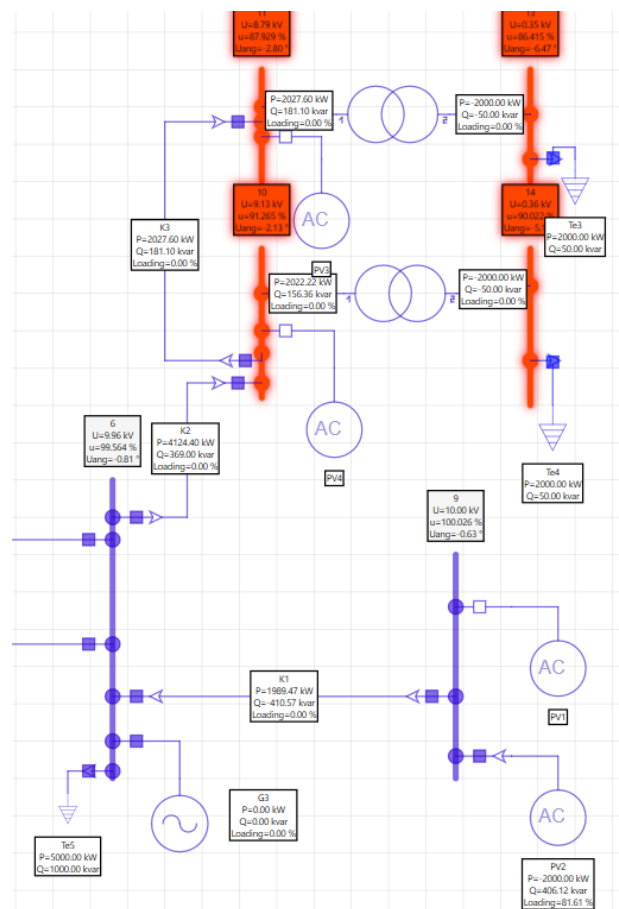 11
U=8.79 kV
u=87.929 %
Uang=-2.80 °
13
U=0.35 kV
u=86.415 %
Uang=-6.47 °
P=2027.60 kW
Q=181.10 kvar
Loading=0.00 %
1
2
P=-2000.00 kW
Q=-50.00 kvar
Loading=0.00 %
10
U=9.13 kV
u=91.265 %
Uang=-2.13 °
AC
PV3
14
U=0.36 kV
u=90.022 %
Te3
P=2000.00 kW
Q=50.00 kvar
K3
P=2027.60 kW
Q=181.10 kvar
Loading=0.00 %
P=2022.22 kW
Q=156.36 kvar
Loading=0.00 %
1
2
P=-2000.00 kW
Q=-50.00 kvar
Loading=0.00 %
AC
PV4
6
U=9.96 kV
u=99.564 %
Uang=-0.81 °
K2
P=4124.40 kW
Q=369.00 kvar
Loading=0.00 %
Te4
P=2000.00 kW
Q=50.00 kvar
9
U=10.00 kV
u=100.026 %
Uang=-0.63 °
AC
PV1
K1
P=1989.47 kW
Q=-410.57 kvar
Loading=0.00 %
G3
P=0.00 kW
Q=0.00 kvar
Loading=0.00 %
Te5
P=5000.00 kW
Q=1000.00 kvar
AC
PV2
P=-2000.00 kW
Q=406.12 kvar
Loading=81.61 %